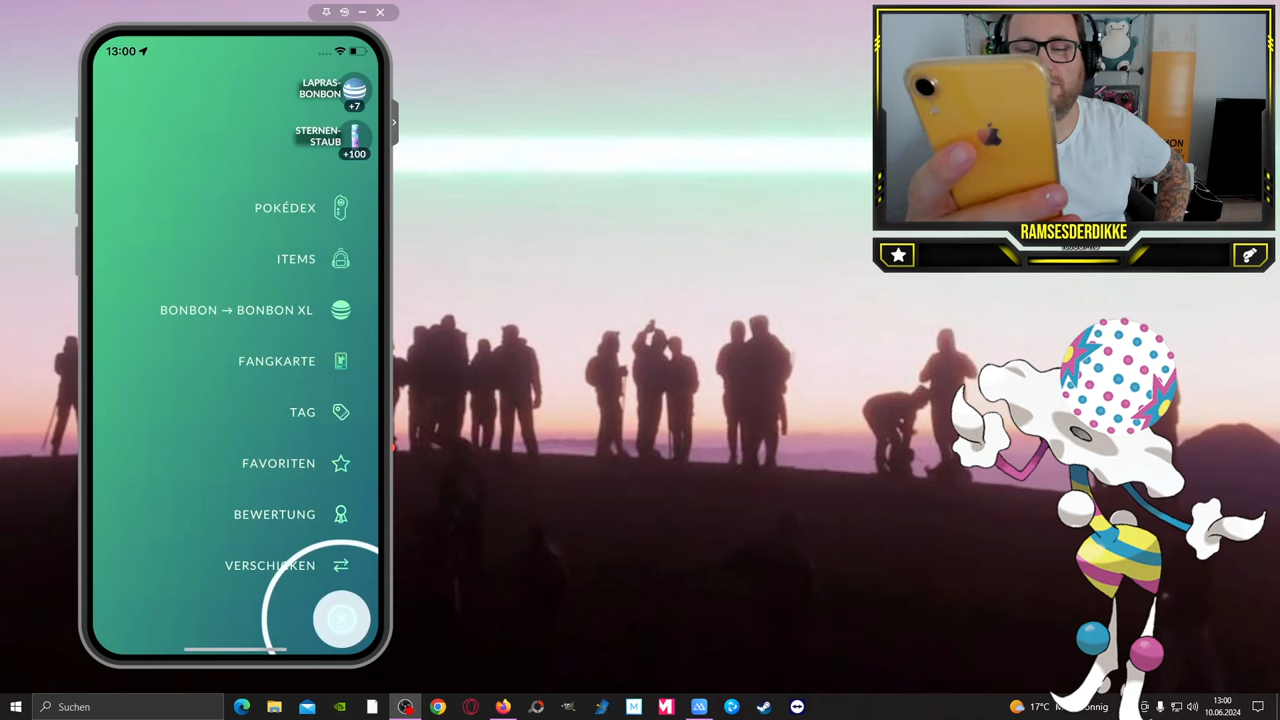 13:00
LAPRAS-
BONBON
+7
STERNEN-
STAUB
+100
POKÉDEX
ITEMS
BONBON → BONBON XL
FANGKARTE
TAG
FAVORITEN
BEWERTUNG
VERSCHICKEN
RAMSESDERDIKKE
Suchen
17°C
13:00
10.06.2024